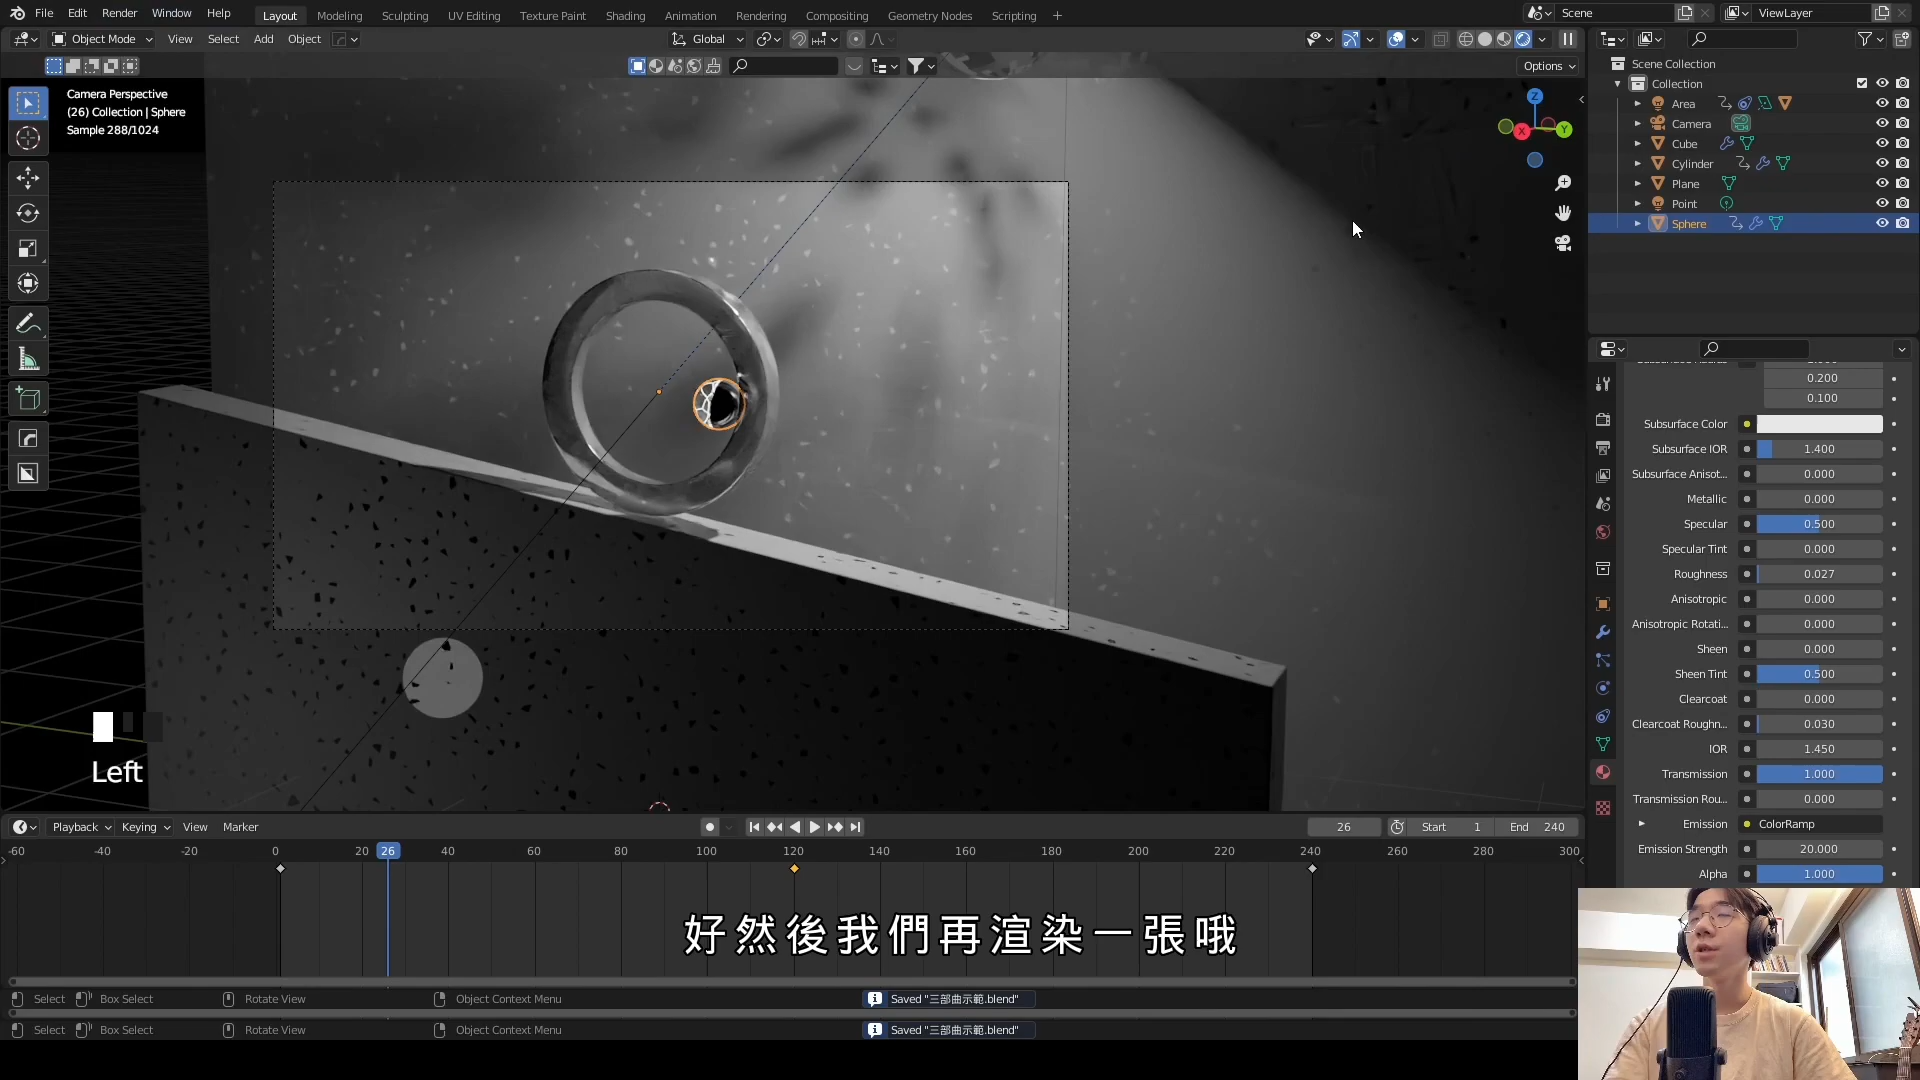 File Edit Render Window Help Layout Modeling Sculpting UV Editing Texture Paint Shading Animation Rendering Compositing Geometry Nodes Scripting + Scene ViewLayer
Object Mode View Select Add Object Global
Options
Camera Perspective
(26) Collection | Sphere
Sample 288/1024
Z
X
Y
Left
Scene Collection
Collection
Area
Camera
Cube
Cylinder
Plane
Point
Sphere
0.200
0.100
Subsurface Color
Subsurface IOR 1.400
Subsurface Anisot... 0.000
Metallic 0.000
Specular 0.500
Specular Tint 0.000
Roughness 0.027
Anisotropic 0.000
Anisotropic Rotati... 0.000
Sheen 0.000
Sheen Tint 0.500
Clearcoat 0.000
Clearcoat Roughn... 0.030
IOR 1.450
Transmission 1.000
Transmission Rou... 0.000
Emission ColorRamp
Emission Strength 20.000
Alpha 1.000
Playback Keying View Marker 26 Start 1 End 240
-60 -40 -20 0 20 26 40 60 80 100 120 140 160 180 200 220 240 260 280 300
好然後我們再渲染一張哦
Select Box Select Rotate View Object Context Menu Saved "三部曲示範.blend"
Select Box Select Rotate View Object Context Menu Saved "三部曲示範.blend"